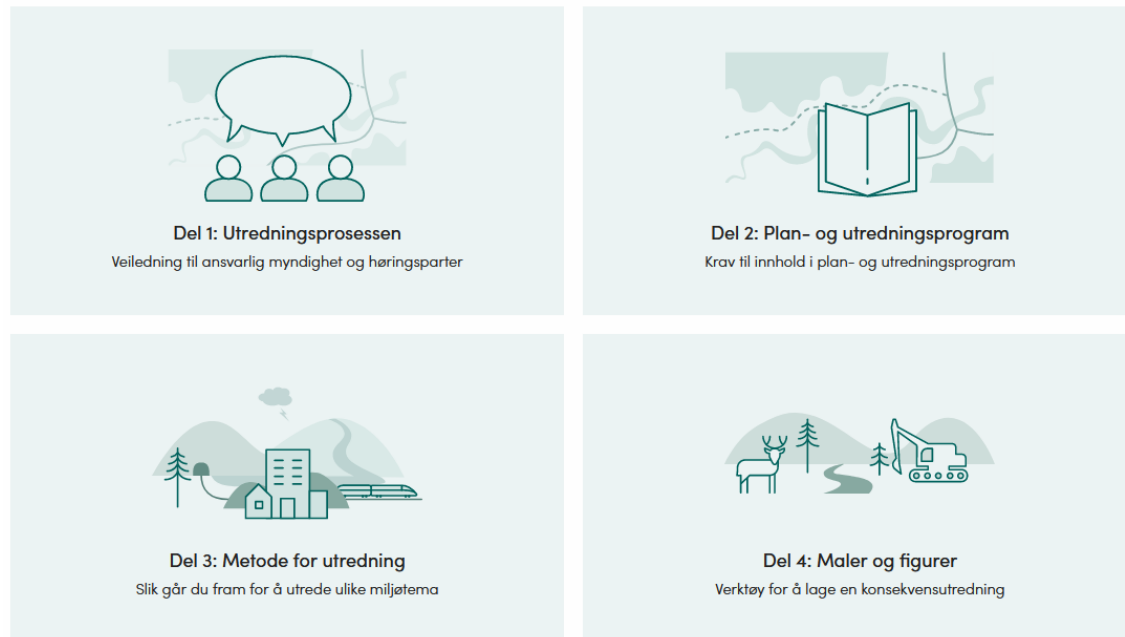 Del 1: Utredningsprosessen
Veiledning til ansvarlig myndighet og høringsparter
Del 2: Plan- og utredningsprogram
Krav til innhold i plan- og utredningsprogram
Del 3: Metode for utredning
Slik går du fram for å utrede ulike miljøtema
Del 4: Maler og figurer
Verktøy for å lage en konsekvensutredning